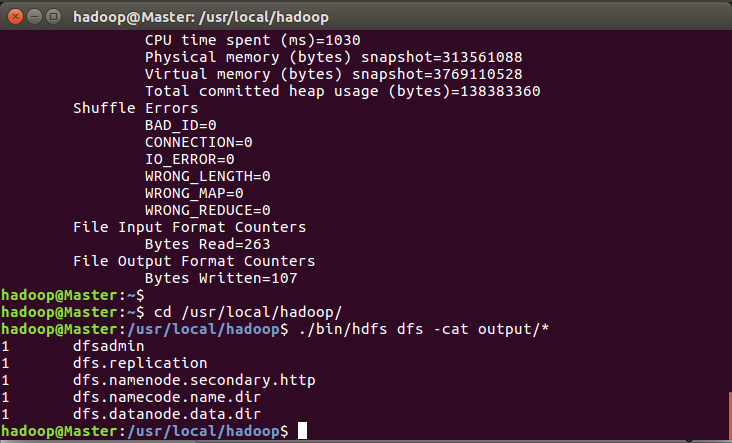 hadoop@Master: /usr/local/hadoop
CPU time spent (ms)=1030
Physical memory (bytes) snapshot=313561088
Virtual memory (bytes) snapshot=3769110528
Total committed heap usage (bytes)=138383360
Shuffle Errors
BAD_ID=0
CONNECTION=0
IO_ERROR=0
WRONG_LENGTH=0
WRONG_MAP=0
WRONG_REDUCE=0
File Input Format Counters
Bytes Read=263
File Output Format Counters
Bytes Written=107
hadoop@Master:~$
hadoop@Master:~$ cd /usr/local/hadoop/
hadoop@Master:/usr/local/hadoop$ ./bin/hdfs dfs -cat output/*
1 dfsadmin
1 dfs.replication
1 dfs.namenode.secondary.http
1 dfs.namecode.name.dir
1 dfs.datanode.data.dir
hadoop@Master:/usr/local/hadoop$